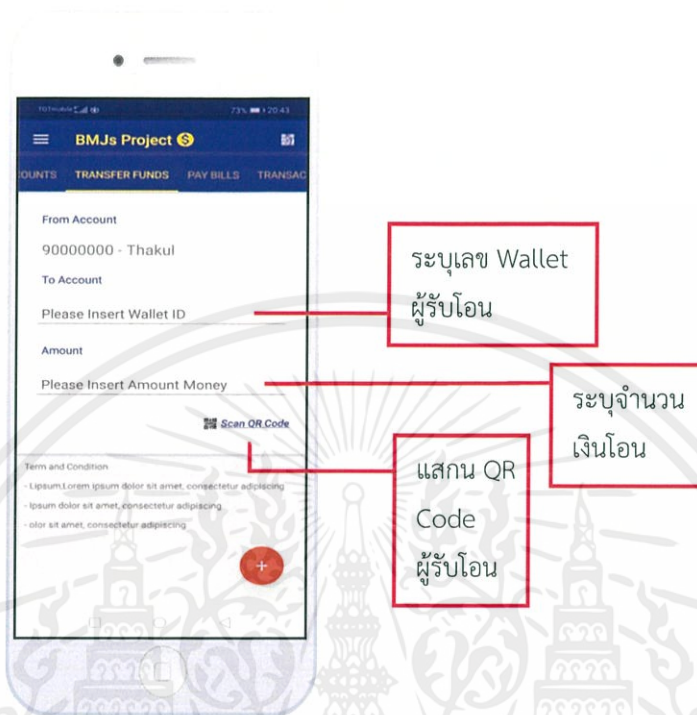 73% 20:43
BMJs Project
OUNTS TRANSFER FUNDS PAY BILLS TRANSAC
From Account
90000000 - Thakul
To Account
Please Insert Wallet ID
Amount
Please Insert Amount Money
Scan QR Code
Term and Condition
- Lipsum,Lorem ipsum dolor sit amet, consectetur adipiscing
- Ipsum dolor sit amet, consectetur adipiscing
- olor sit amet, consectetur adipiscing
ระบุเลข Wallet
ผู้รับโอน
ระบุจำนวน
เงินโอน
แสกน QR
Code
ผู้รับโอน